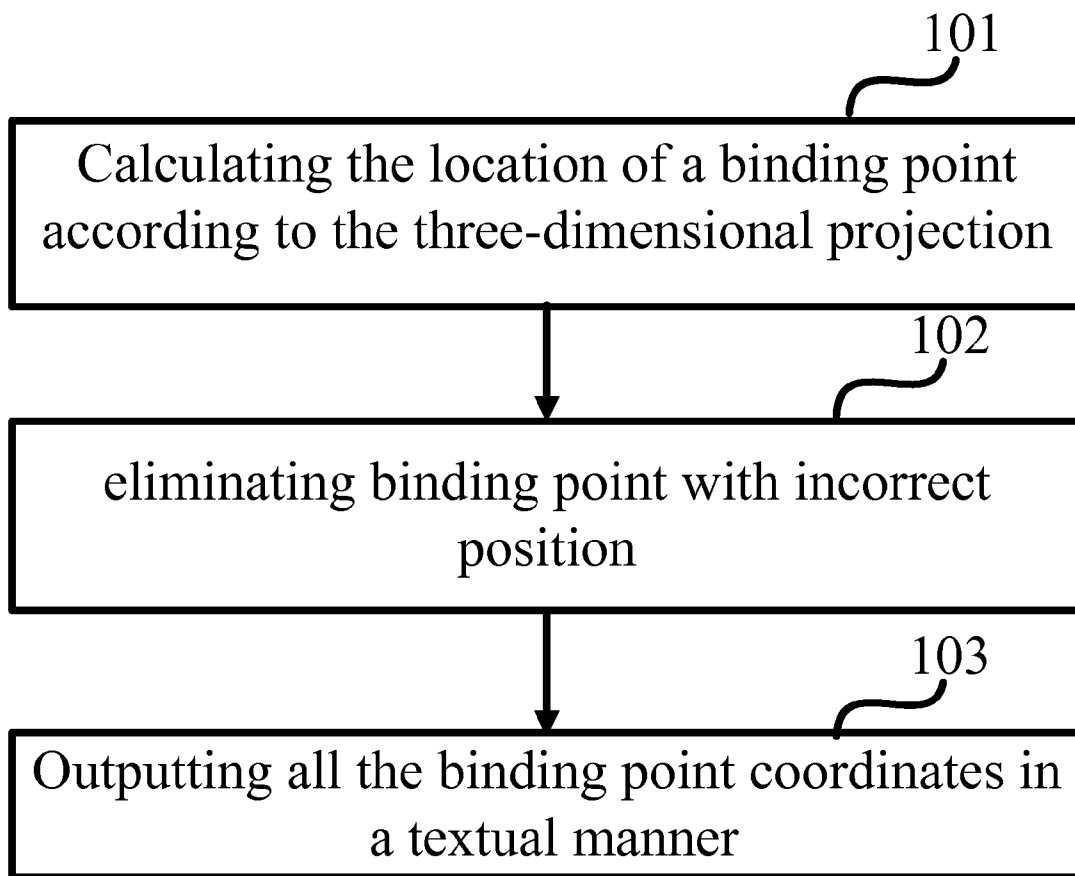 101
Calculating the location of a binding point
according to the three-dimensional projection
102
eliminating binding point with incorrect
position
103
Outputting all the binding point coordinates in
a textual manner